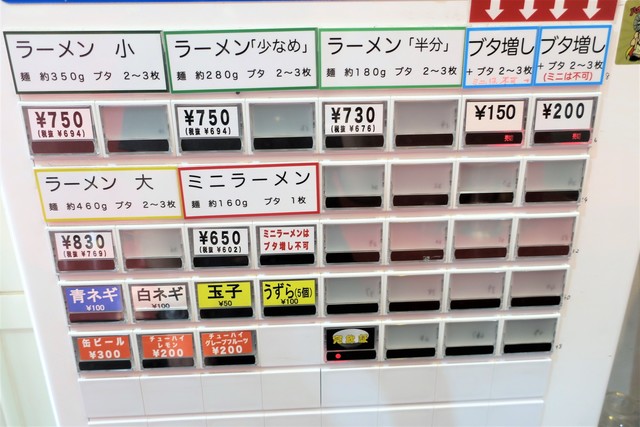 ラーメン 小
麺 約350g ブタ 2〜3枚
ラーメン「少なめ」
麺 約280g ブタ 2〜3枚
ラーメン「半分」
麺 約180g ブタ 2〜3枚
ブタ増し
+ブタ 2〜3枚
ブタ増し
+ブタ 2〜3枚
(ミニは不可)
¥750
(税抜 ¥694)
¥750
(税抜 ¥694)
¥730
(税抜 ¥676)
¥150
¥200
ラーメン 大
麺 約460g ブタ 2〜3枚
ミニラーメン
麺 約160g ブタ 1枚
¥830
(税抜 ¥769)
¥650
(税抜 ¥602)
ミニラーメンは
ブタ増し不可
青ネギ
¥100
白ネギ
¥100
玉子
¥50
うずら(5個)
¥100
缶ビール
¥300
チューハイ
レモン
¥200
チューハイ
グレープフルーツ
¥200